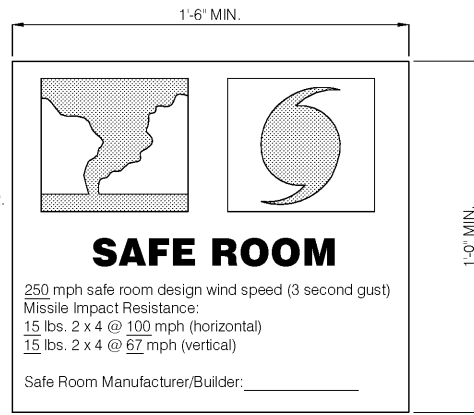 1'-6" MIN.
SAFE ROOM
250 mph safe room design wind speed (3 second gust)
Missile Impact Resistance:
15 lbs. 2 x 4 @ 100 mph (horizontal)
15 lbs. 2 x 4 @ 67 mph (vertical)
Safe Room Manufacturer/Builder:
1'-0" MIN.